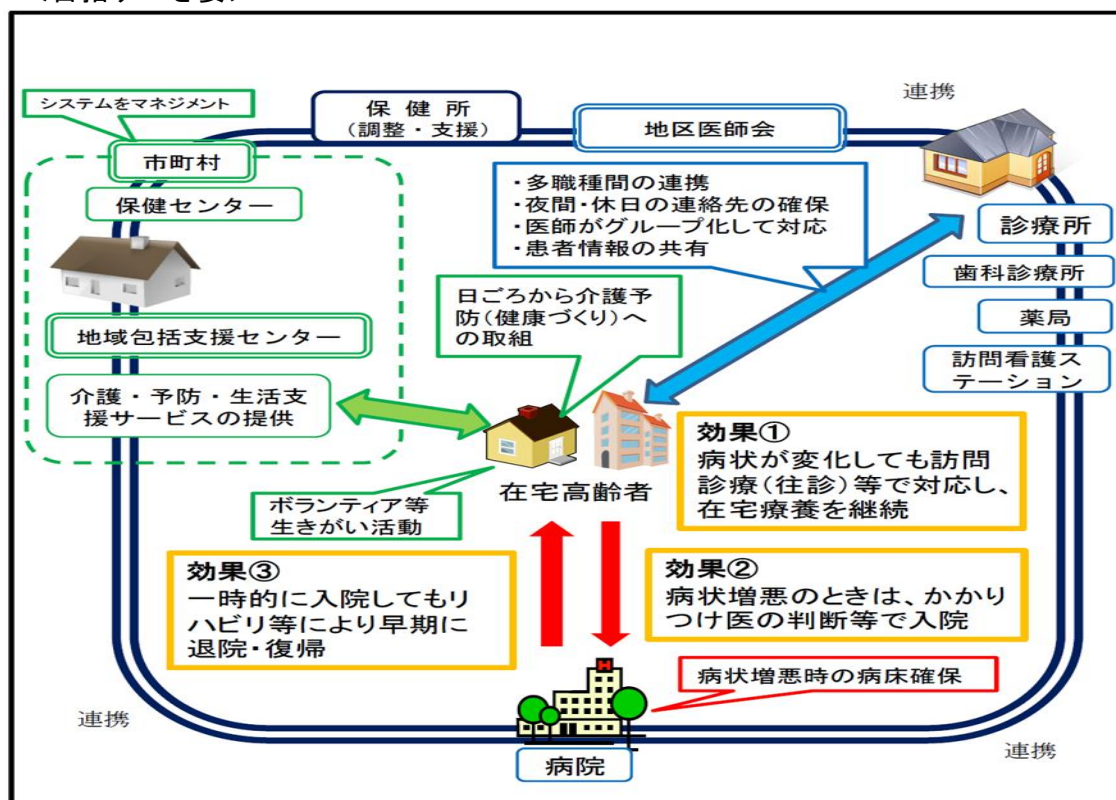 システムをマネジメント
保健所
(調整・支援)
地区医師会
連携
市町村
保健センター
地域包括支援センター
介護・予防・生活支
援サービスの提供
・多職種間の連携
・夜間・休日の連絡先の確保
・医師がグループ化して対応
・患者情報の共有
診療所
歯科診療所
薬局
訪問看護ス
テーション
日ごろから介護予
防(健康づくり)へ
の取組
在宅高齢者
ボランティア等
生きがい活動
効果①
病状が変化しても訪問
診療(往診)等で対応し、
在宅療養を継続
効果②
病状増悪のときは、かかり
つけ医の判断等で入院
効果③
一時的に入院してもリ
ハビリ等により早期に
退院・復帰
病状増悪時の病床確保
H
病院
連携
連携